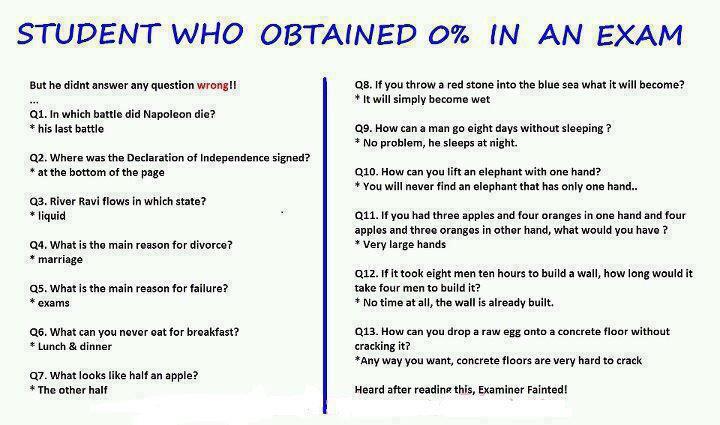 STUDENT WHO OBTAINED 0% IN AN EXAM
But he didnt answer any question wrong!!
...
Q1. In which battle did Napoleon die?
* his last battle
Q2. Where was the Declaration of Independence signed?
* at the bottom of the page
Q3. River Ravi flows in which state?
* liquid
Q4. What is the main reason for divorce?
* marriage
Q5. What is the main reason for failure?
* exams
Q6. What can you never eat for breakfast?
* Lunch & dinner
Q7. What looks like half an apple?
* The other half
Q8. If you throw a red stone into the blue sea what it will become?
* It will simply become wet
Q9. How can a man go eight days without sleeping ?
* No problem, he sleeps at night.
Q10. How can you lift an elephant with one hand?
* You will never find an elephant that has only one hand..
Q11. If you had three apples and four oranges in one hand and four
apples and three oranges in other hand, what would you have ?
* Very large hands
Q12. If it took eight men ten hours to build a wall, how long would it
take four men to build it?
* No time at all, the wall is already built.
Q13. How can you drop a raw egg onto a concrete floor without
cracking it?
*Any way you want, concrete floors are very hard to crack
Heard after reading this, Examiner Fainted!